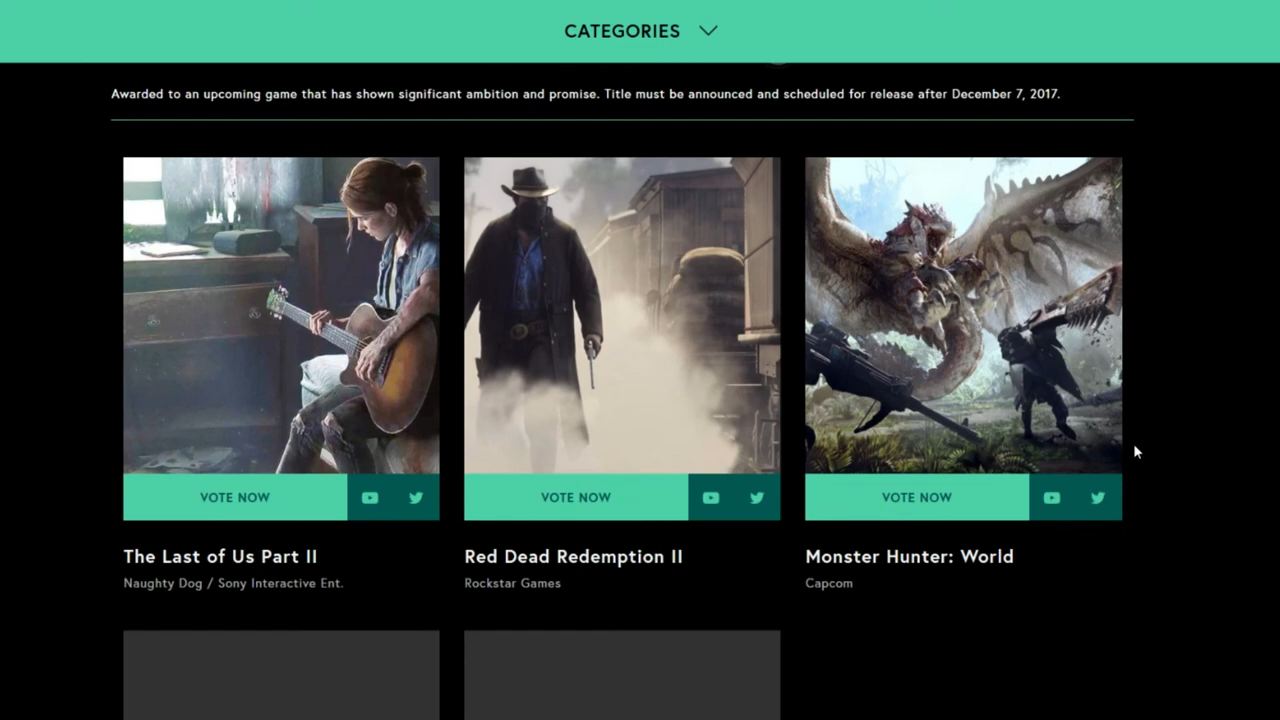 CATEGORIES
Awarded to an upcoming game that has shown significant ambition and promise. Title must be announced and scheduled for release after December 7, 2017.
VOTE NOW
VOTE NOW
VOTE NOW
The Last of Us Part II
Red Dead Redemption II
Monster Hunter: World
Naughty Dog / Sony Interactive Ent.
Rockstar Games
Capcom